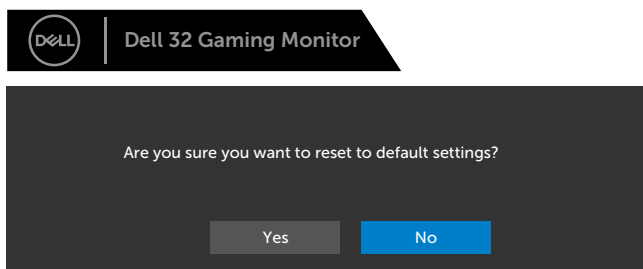 DELL
Dell 32 Gaming Monitor
Are you sure you want to reset to default settings?
Yes
No